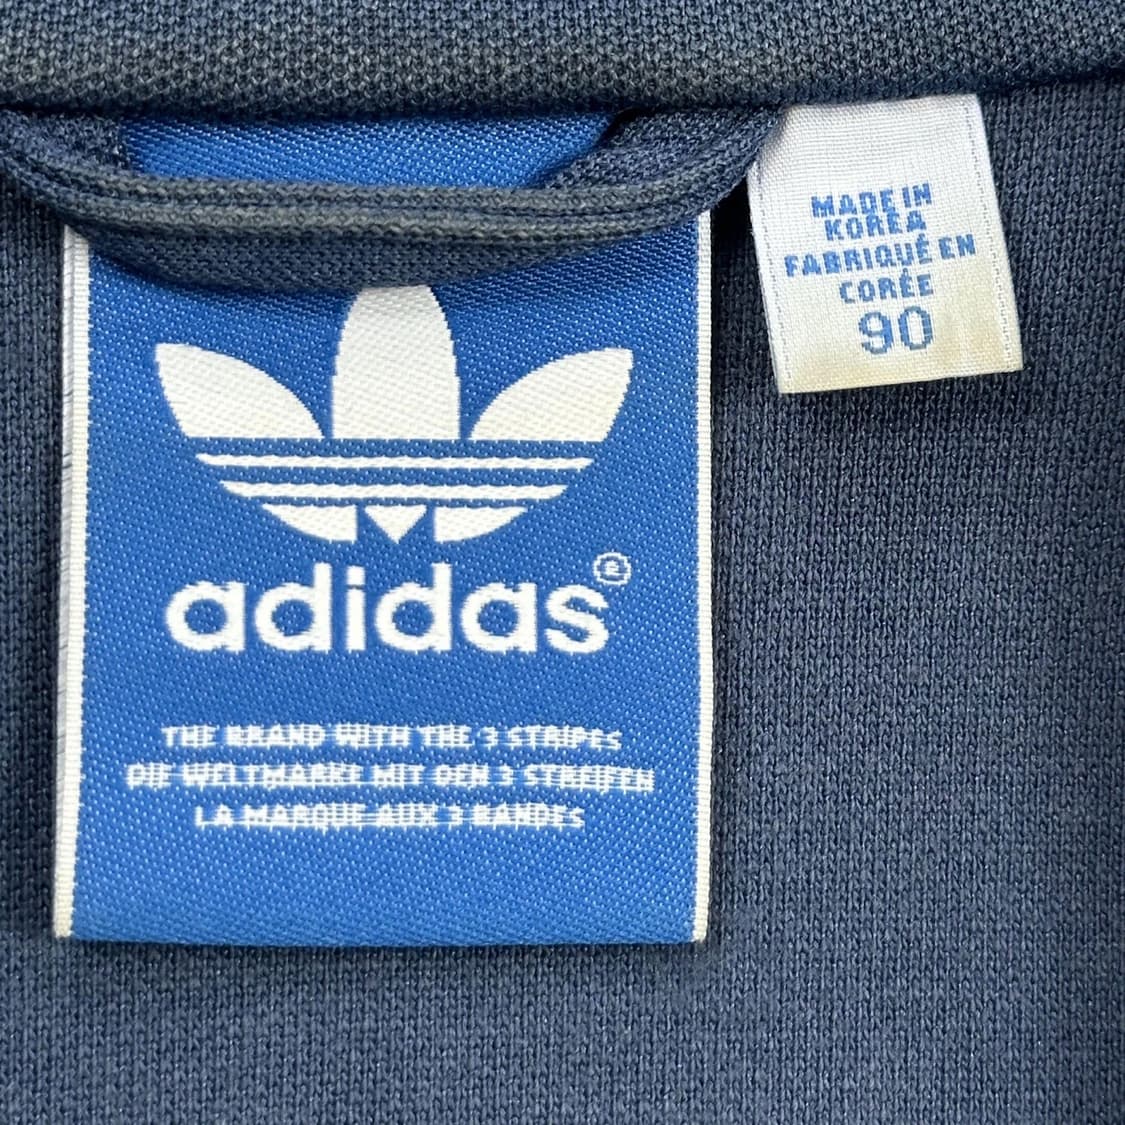 adidas®
THE BRAND WITH THE 3 STRIPES
DIE WELTMARKE MIT DEN 3 STREIFEN
LA MARQUE AUX 3 BANDES
MADE IN
KOREA
FABRIQUÉ EN
CORÉE
90